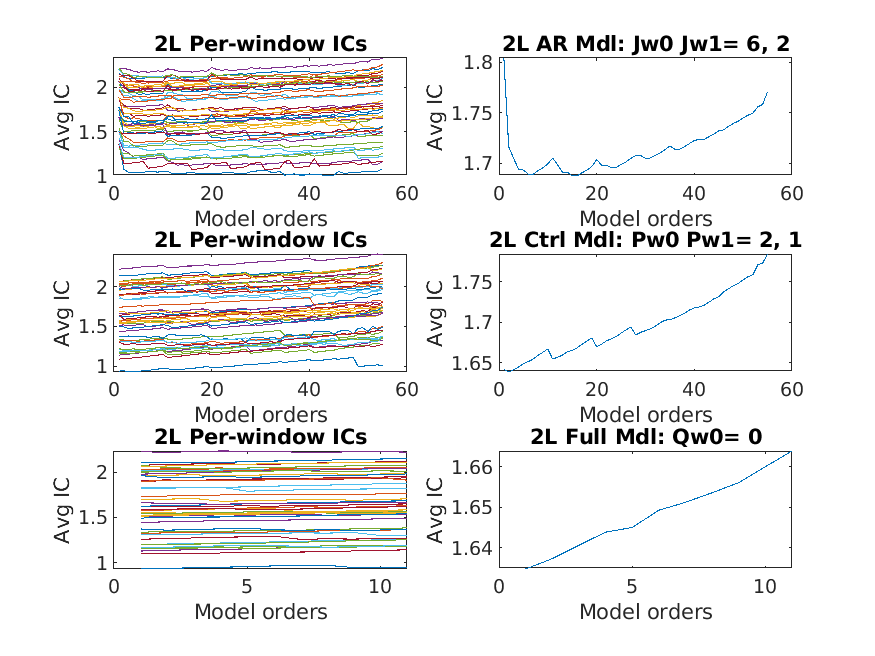 2L Per-window ICs
2L AR Mdl: Jw0 Jw1= 6, 2
Avg IC
2
1.5
1
0
20
40
60
Model orders
Avg IC
1.8
1.75
1.7
0
20
40
60
Model orders
2L Per-window ICs
2L Ctrl Mdl: Pw0 Pw1= 2, 1
Avg IC
2
1.5
1
0
20
40
60
Model orders
Avg IC
1.75
1.7
1.65
0
20
40
60
Model orders
2L Per-window ICs
2L Full Mdl: Qw0= 0
Avg IC
2
1.5
1
0
5
10
Model orders
Avg IC
1.66
1.65
1.64
0
5
10
Model orders